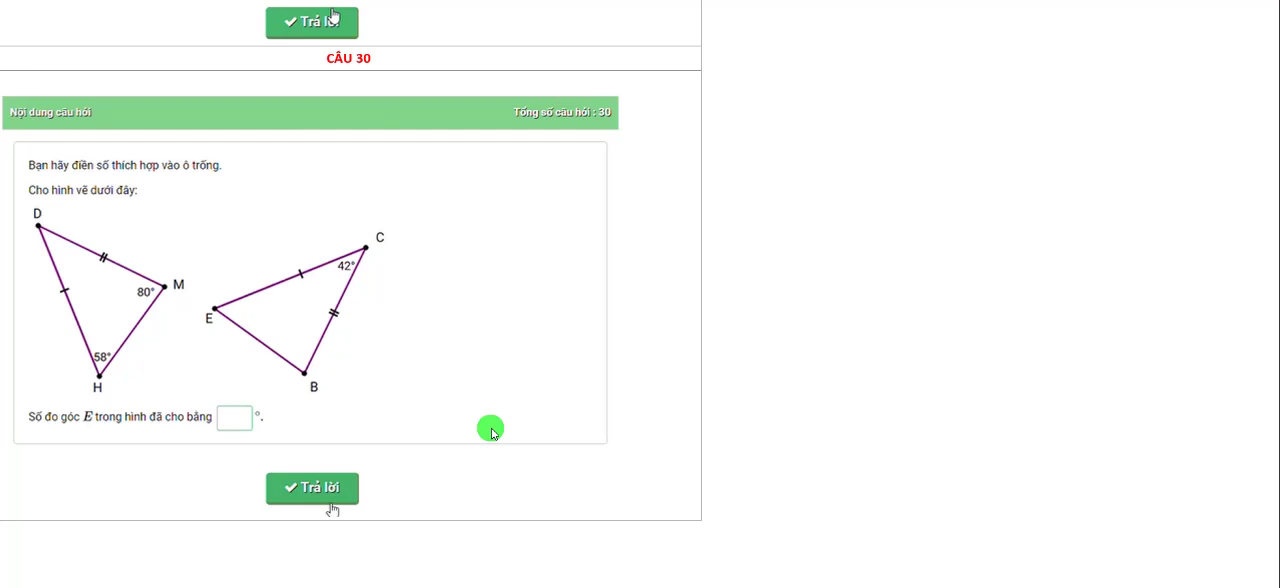 ✔ Trả lời
CÂU 30
Nội dung câu hỏi
Tổng số câu hỏi : 30
Bạn hãy điền số thích hợp vào ô trống.
Cho hình vẽ dưới đây:
D
C
42°
M
80°
E
58°
H
B
Số đo góc E trong hình đã cho bằng °.
✔ Trả lời